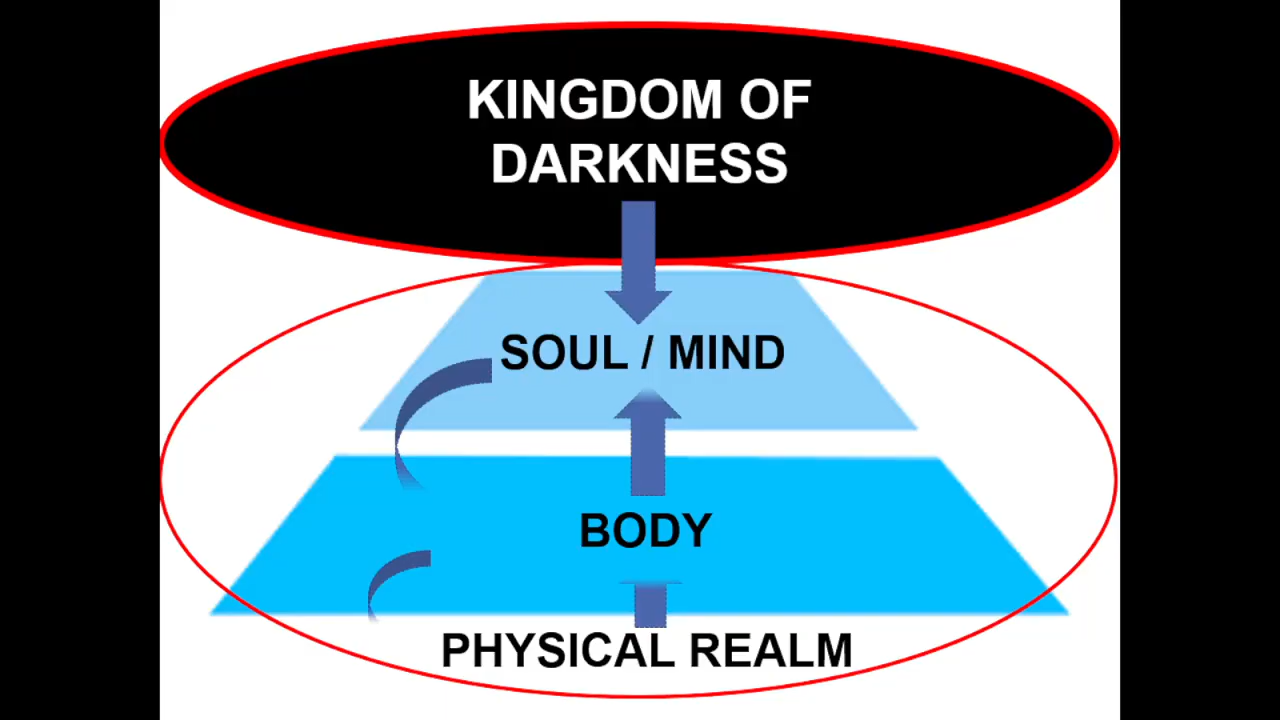 KINGDOM OF
DARKNESS
SOUL / MIND
BODY
PHYSICAL REALM